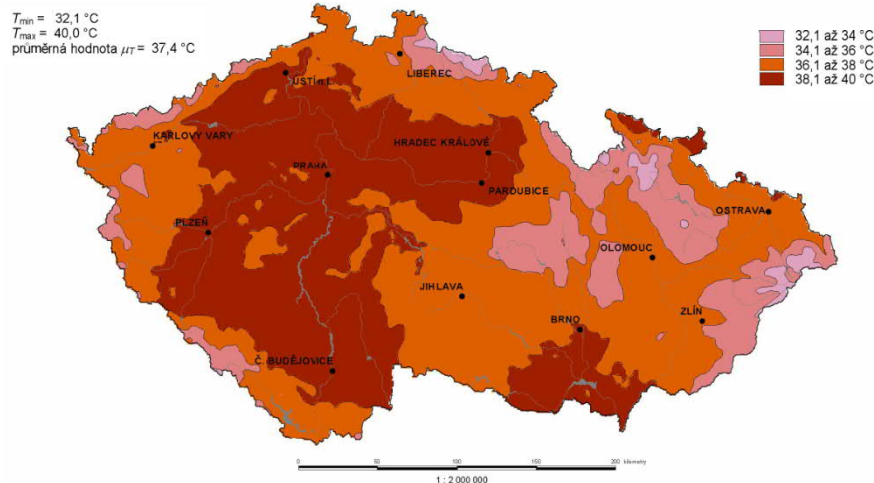 Tmin = 32,1 °C
Tmax = 40,0 °C
průměrná hodnota μT = 37,4 °C
32,1 až 34 °C
34,1 až 36 °C
36,1 až 38 °C
38,1 až 40 °C
LIBEREC
ÚSTÍ n.L.
KARLOVY VARY
HRADEC KRÁLOVÉ
PRAHA
PARDUBICE
OSTRAVA
PLZEŇ
OLOMOUC
JIHLAVA
ZLÍN
BRNO
Č. BUDĚJOVICE
0 50 100 150 200 kilometry
1 : 2 000 000